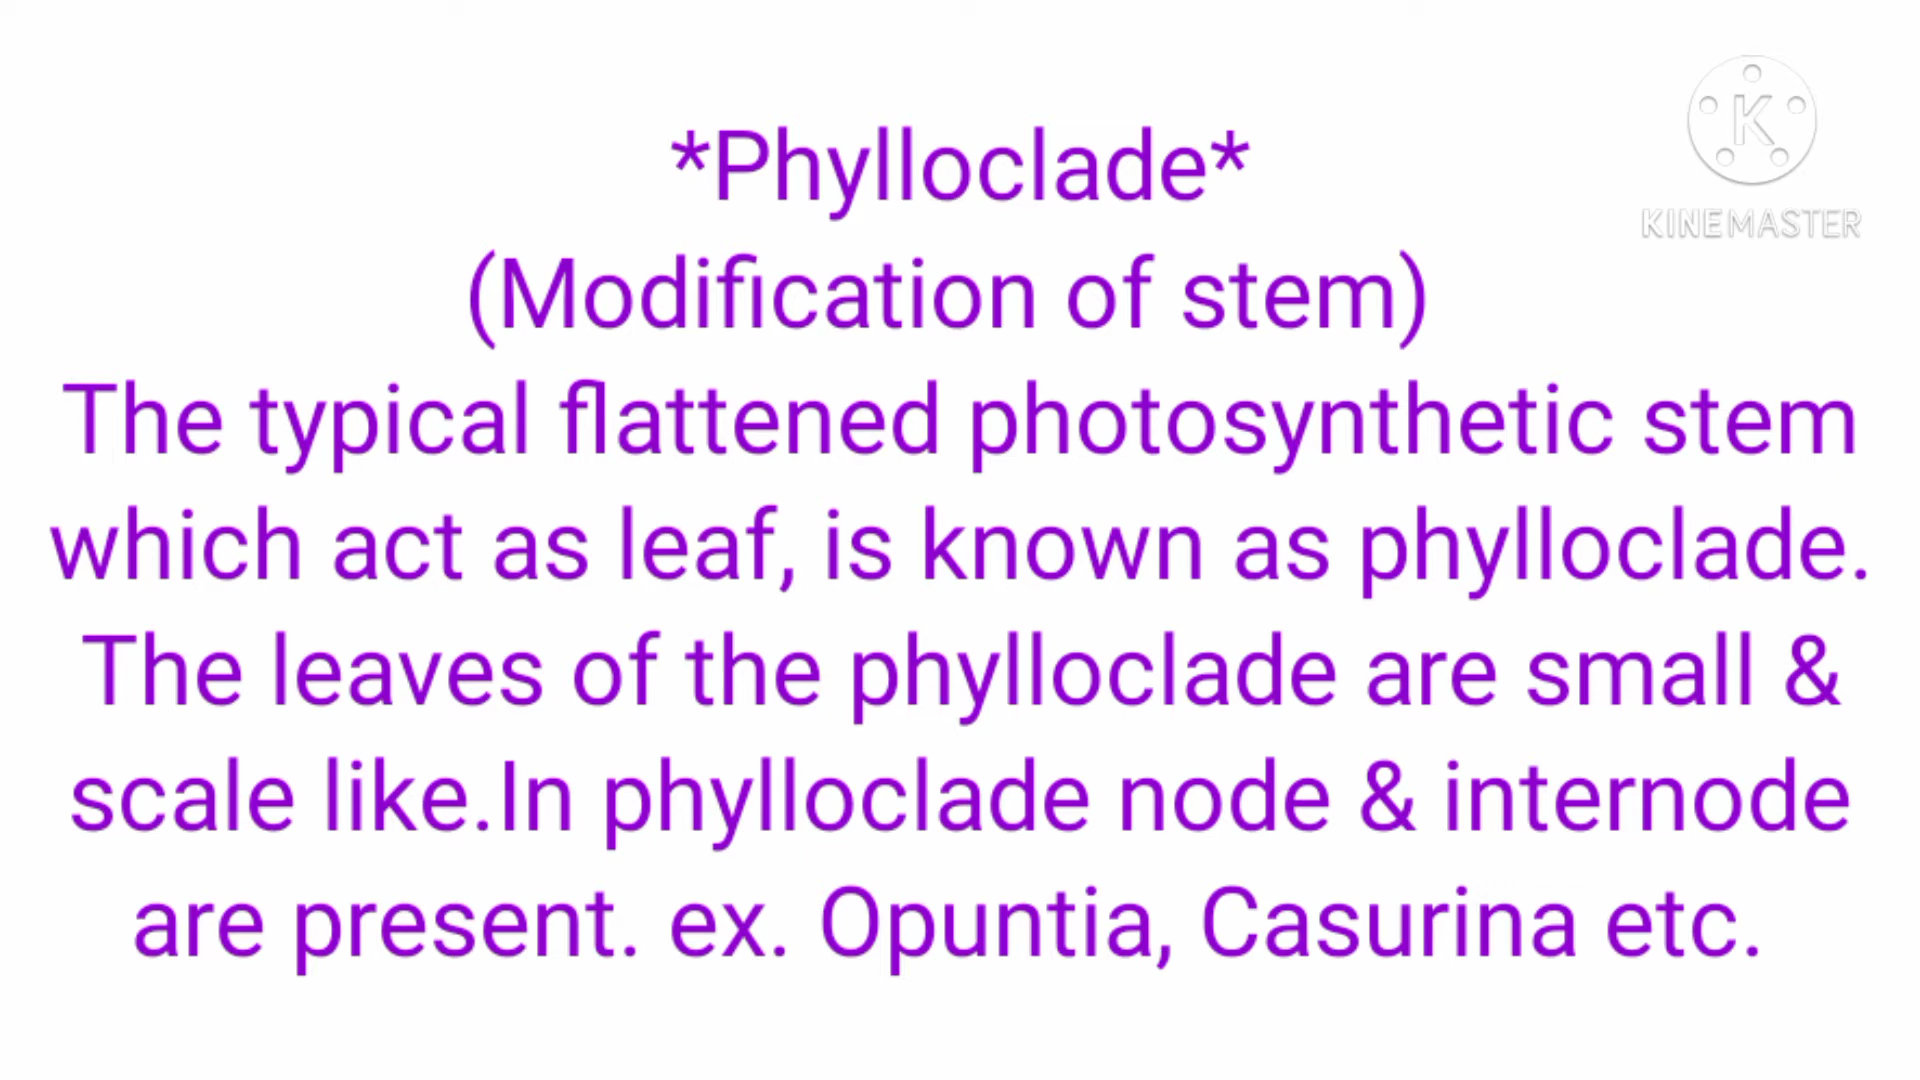 *Phylloclade*
K
KINEMASTER
(Modification of stem)
The typical flattened photosynthetic stem
which act as leaf, is known as phylloclade.
The leaves of the phylloclade are small &
scale like.In phylloclade node & internode
are present. ex. Opuntia, Casurina etc.